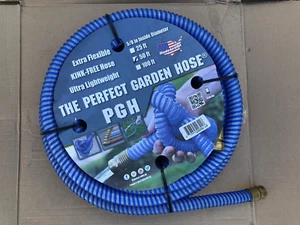 Extra Flexible
KINK-FREE Hose
Ultra Lightweight
5/8 in Inside Diameter
25 ft
50 ft
100 ft
THE PERFECT GARDEN HOSE®
PGH